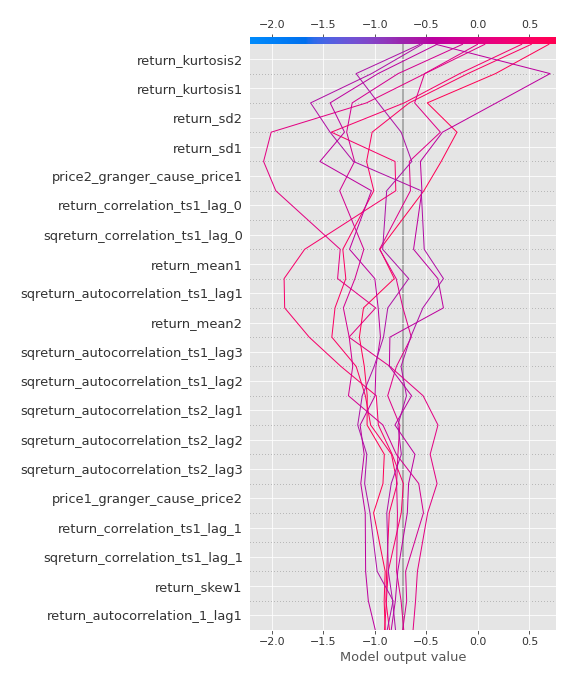 −2.0 −1.5 −1.0 −0.5 0.0 0.5
return_kurtosis2
return_kurtosis1
return_sd2
return_sd1
price2_granger_cause_price1
return_correlation_ts1_lag_0
sqreturn_correlation_ts1_lag_0
return_mean1
sqreturn_autocorrelation_ts1_lag1
return_mean2
sqreturn_autocorrelation_ts1_lag3
sqreturn_autocorrelation_ts1_lag2
sqreturn_autocorrelation_ts2_lag1
sqreturn_autocorrelation_ts2_lag2
sqreturn_autocorrelation_ts2_lag3
price1_granger_cause_price2
return_correlation_ts1_lag_1
sqreturn_correlation_ts1_lag_1
return_skew1
return_autocorrelation_1_lag1
−2.0 −1.5 −1.0 −0.5 0.0 0.5
Model output value